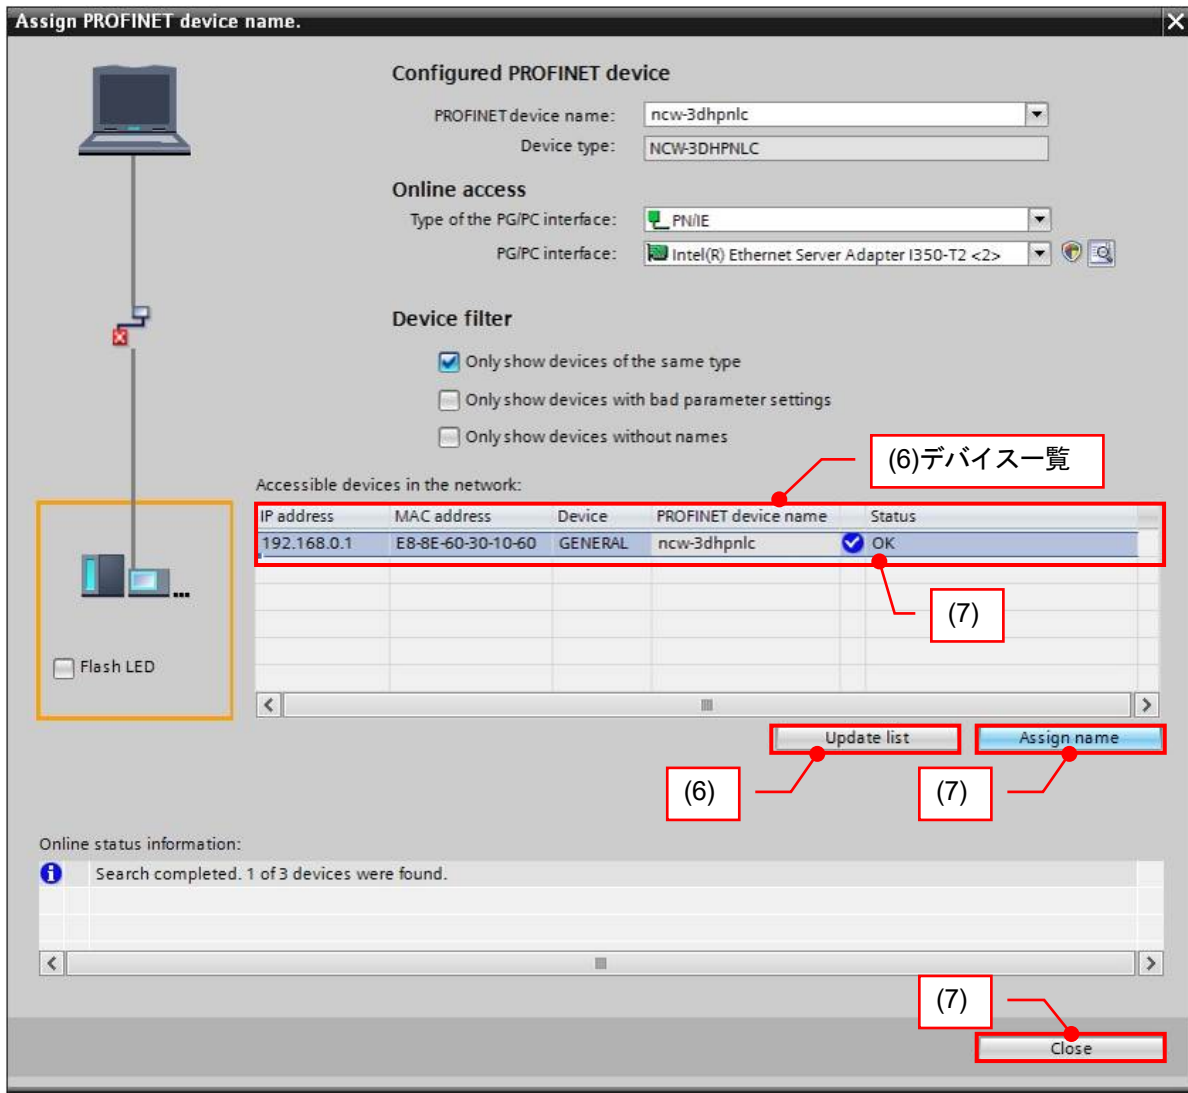 Assign PROFINET device name.
Configured PROFINET device
PROFINET device name: ncw-3dhpnlc
Device type: NCW-3DHPNLC
Online access
Type of the PG/PC interface: PN/IE
PG/PC interface: Intel(R) Ethernet Server Adapter I350-T2 <2>
Device filter
Only show devices of the same type
Only show devices with bad parameter settings
Only show devices without names
(6)デバイス一覧
Accessible devices in the network:
IP address MAC address Device PROFINET device name Status
192.168.0.1 E8-8E-60-30-10-60 GENERAL ncw-3dhpnlc OK
(7)
Flash LED
Update list Assign name
(6) (7)
Online status information:
Search completed. 1 of 3 devices were found.
(7)
Close